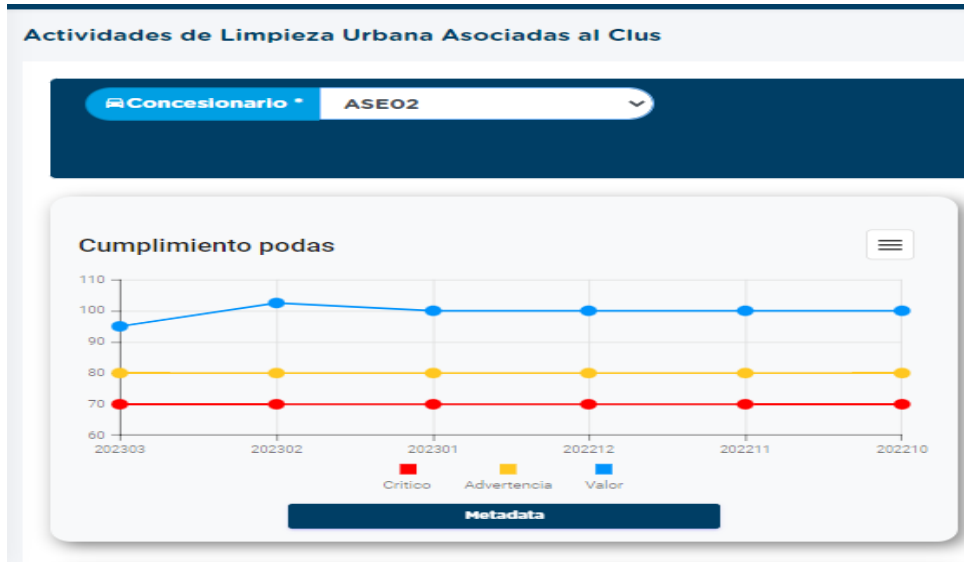 Actividades de Limpieza Urbana Asociadas al Clus
Concesionario * ASE02
Cumplimiento podas
110
100
90
80
70
60
202303 202302 202301 202212 202211 202210
Critico Advertencia Valor
Metadata